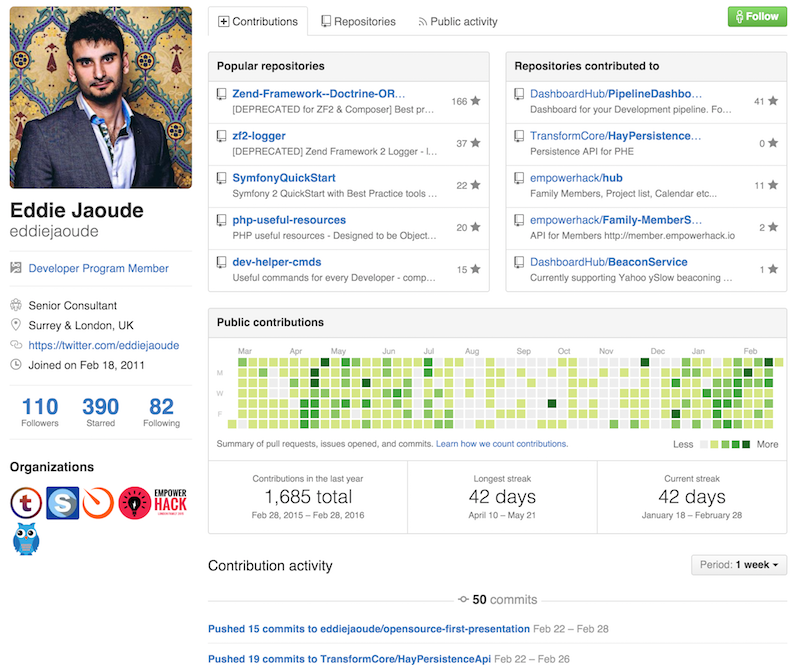 Contributions
Repositories
Public activity
Follow
Eddie Jaoude
eddiejaoude
Developer Program Member
Senior Consultant
Surrey & London, UK
https://twitter.com/eddiejaoude
Joined on Feb 18, 2011
110 390 82
Followers Starred Following
Organizations
EMPOWER
HACK
Popular repositories
Zend-Framework--Doctrine-OR… 166
[DEPRECATED for ZF2 & Composer] Best pr…
zf2-logger 37
[DEPRECATED] Zend Framework 2 Logger - l…
SymfonyQuickStart 22
Symfony 2 QuickStart with Best Practice tools …
php-useful-resources 20
PHP useful resources - Designed to be Object…
dev-helper-cmds 15
Useful commands for every Developer - comp…
Repositories contributed to
DashboardHub/PipelineDashbo… 41
Dashboard for your Development pipeline. Fo…
TransformCore/HayPersistence… 0
Persistence API for PHE
empowerhack/hub 11
Family Members, Project list, Calendar etc...
empowerhack/Family-MemberS… 2
API for Members http://member.empowerhack.io
DashboardHub/BeaconService 1
Currently supporting Yahoo ySlow beaconing …
Public contributions
Mar Apr May Jun Jul Aug Sep Oct Nov Dec Jan Feb
M
W
F
Summary of pull requests, issues opened, and commits. Learn how we count contributions. Less More
Contributions in the last year
1,685 total
Feb 28, 2015 – Feb 28, 2016
Longest streak
42 days
April 10 – May 21
Current streak
42 days
January 18 – February 28
Contribution activity
Period: 1 week
50 commits
Pushed 15 commits to eddiejaoude/opensource-first-presentation Feb 22 – Feb 28
Pushed 19 commits to TransformCore/HayPersistenceApi Feb 22 – Feb 26